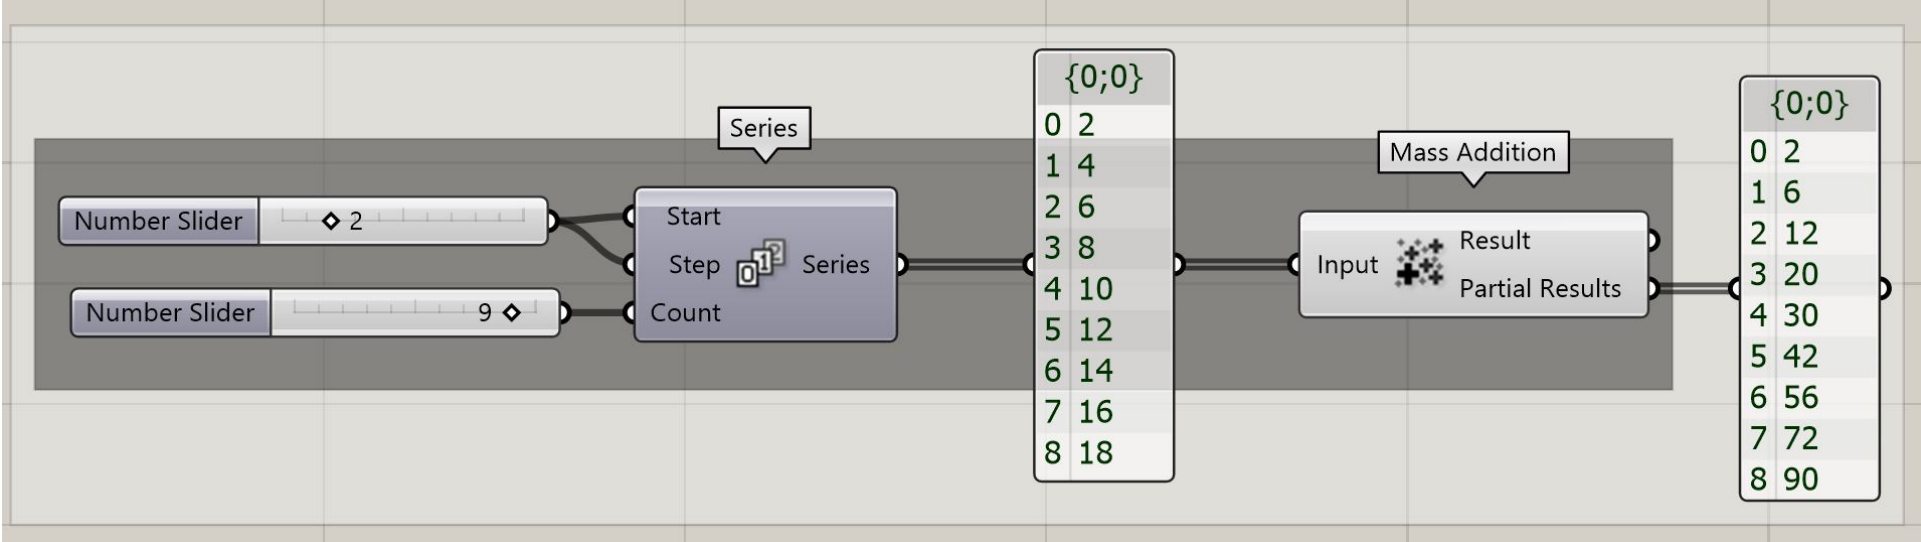 Series
Mass Addition
Number Slider 2
Number Slider 9
Start
Step
Count
0 1 2
Series
{0;0}
0 2
1 4
2 6
3 8
4 10
5 12
6 14
7 16
8 18
Input
Result
Partial Results
{0;0}
0 2
1 6
2 12
3 20
4 30
5 42
6 56
7 72
8 90